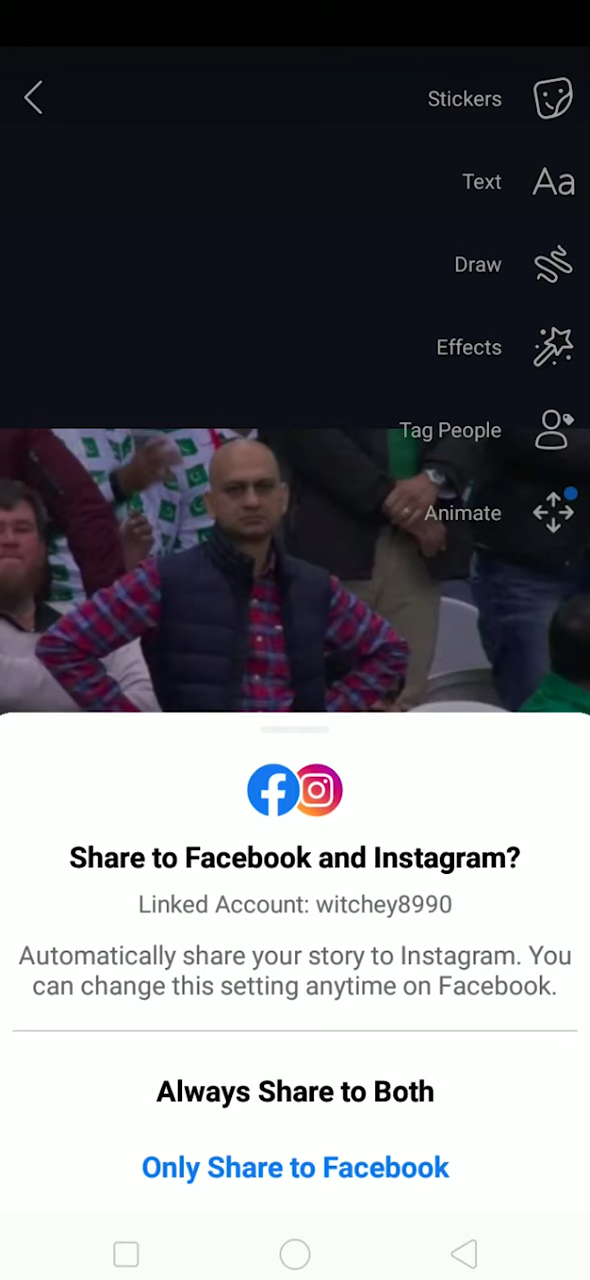 Stickers
Text
Aa
Draw
Effects
Tag People
Animate
Share to Facebook and Instagram?
Linked Account: witchey8990
Automatically share your story to Instagram. You
can change this setting anytime on Facebook.
Always Share to Both
Only Share to Facebook